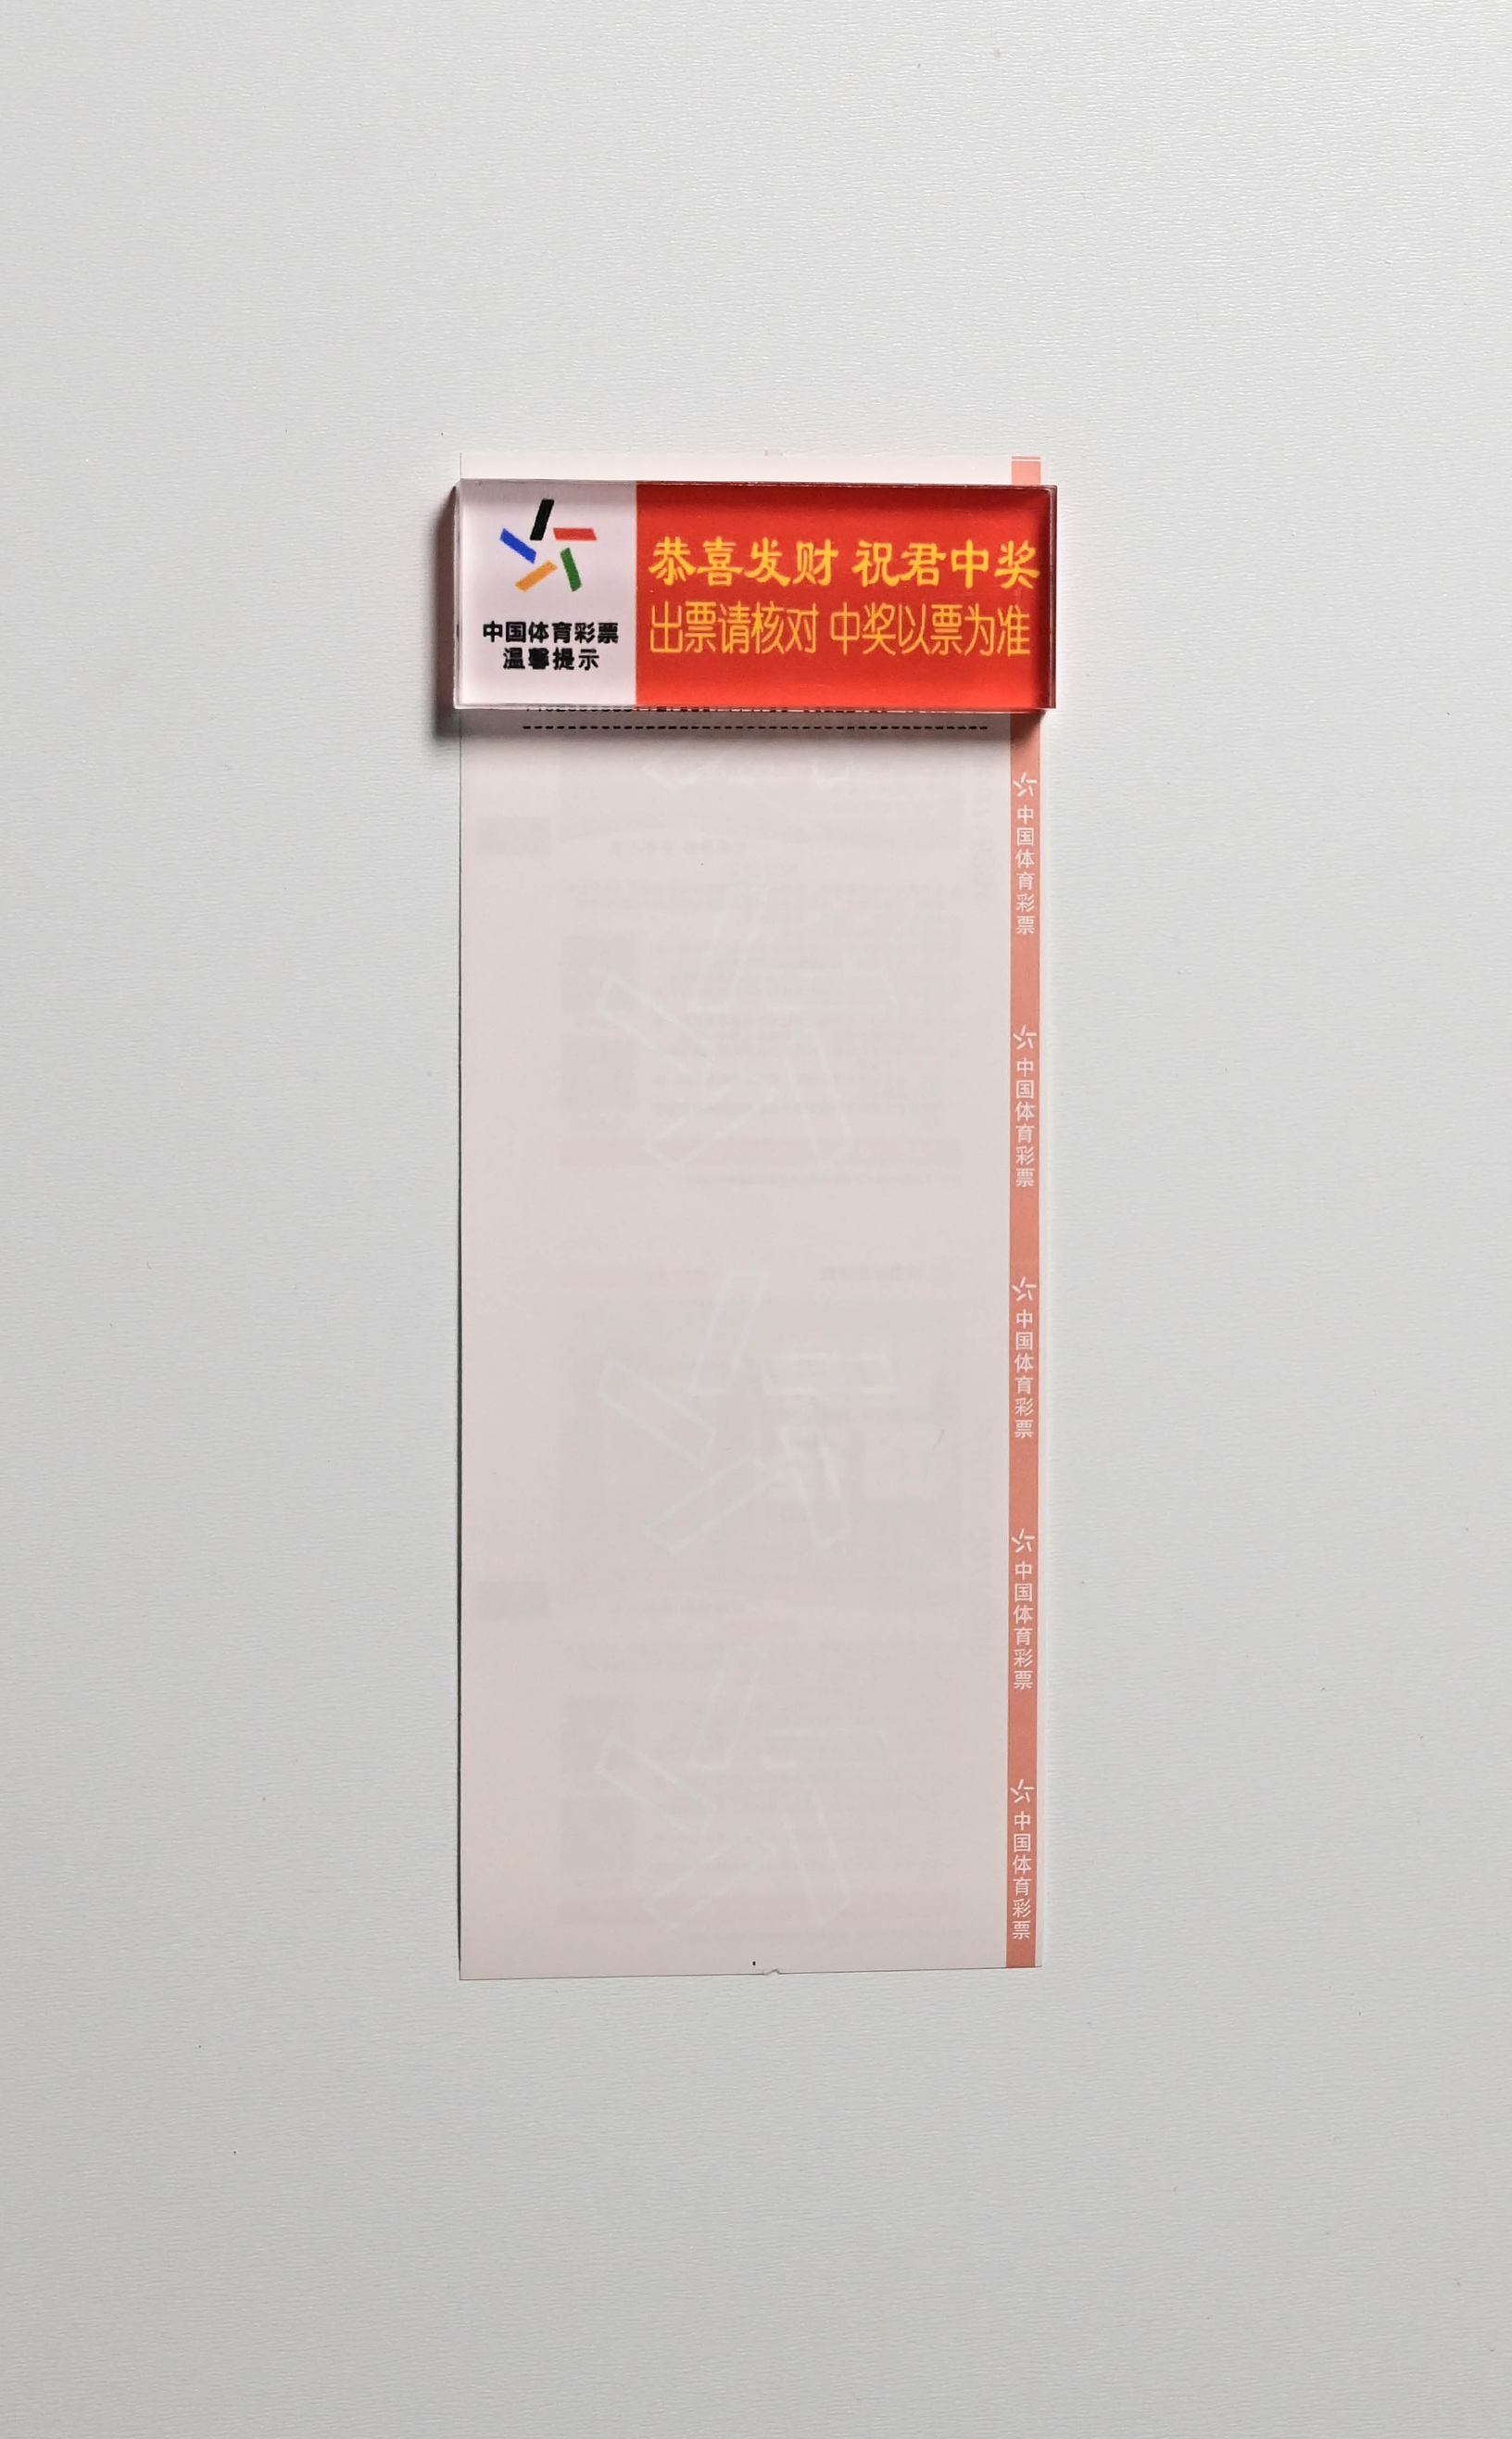 中国体育彩票
温馨提示
恭喜发财 祝君中奖
出票请核对 中奖以票为准
中国体育彩票
中国体育彩票
中国体育彩票
中国体育彩票
中国体育彩票